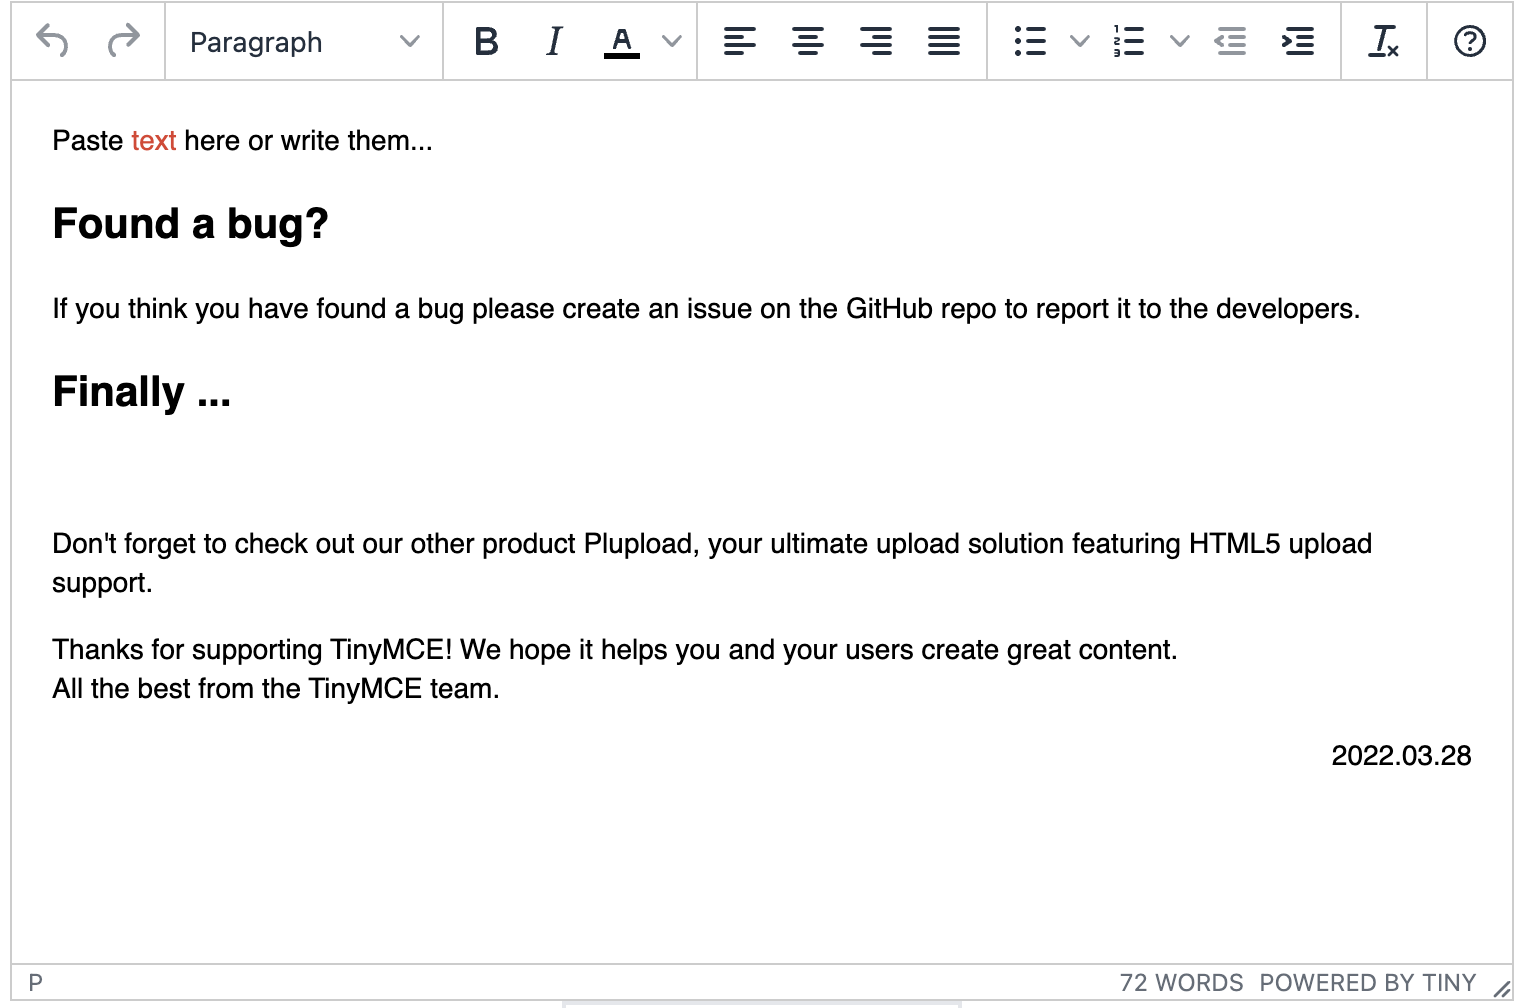 Paragraph B I A
Paste text here or write them...
Found a bug?
If you think you have found a bug please create an issue on the GitHub repo to report it to the developers.
Finally ...
Don't forget to check out our other product Plupload, your ultimate upload solution featuring HTML5 upload
support.
Thanks for supporting TinyMCE! We hope it helps you and your users create great content.
All the best from the TinyMCE team.
2022.03.28
P 72 WORDS POWERED BY TINY